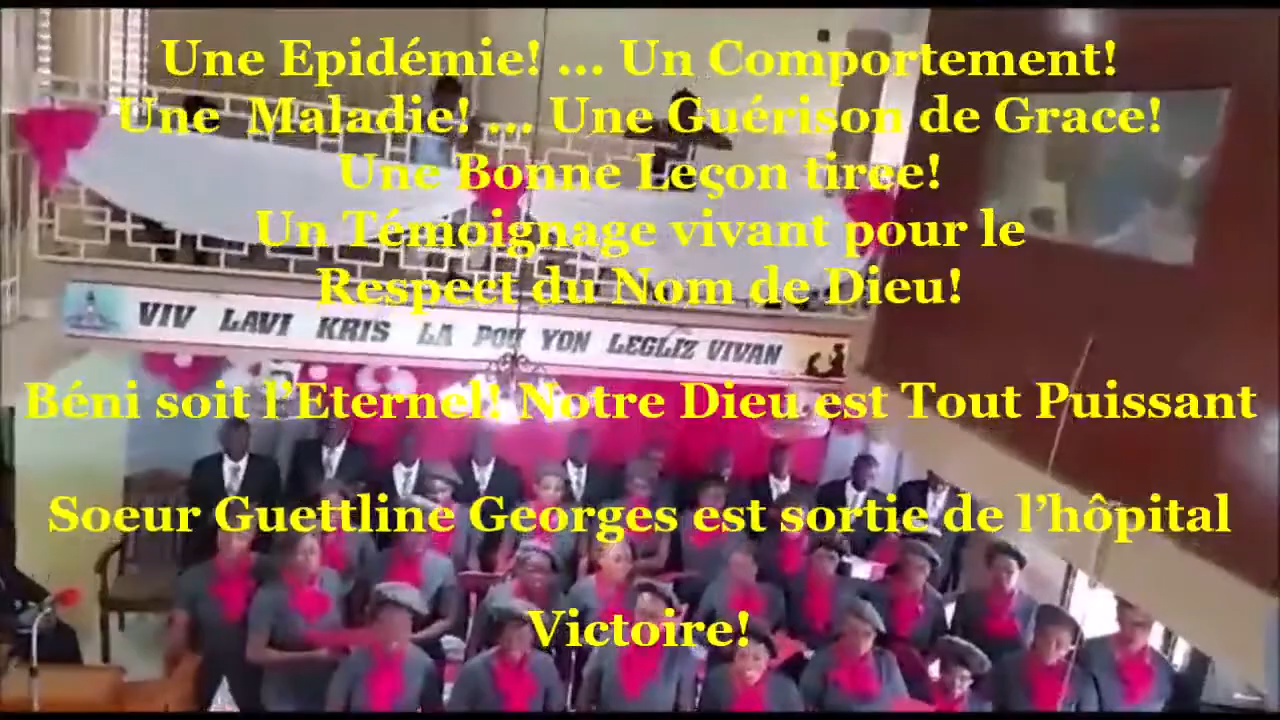 Une Epidémie! ... Un Comportement!
Une Maladie! ... Une Guérison de Grace!
Une Bonne Leçon tiree!
Un Témoignage vivant pour le
Respect du Nom de Dieu!
VIV LAVI KRIS LA POU YON LEGLIZ VIVAN
Béni soit l’Eternel! Notre Dieu est Tout Puissant
Soeur Guettline Georges est sortie de l’hôpital
Victoire!